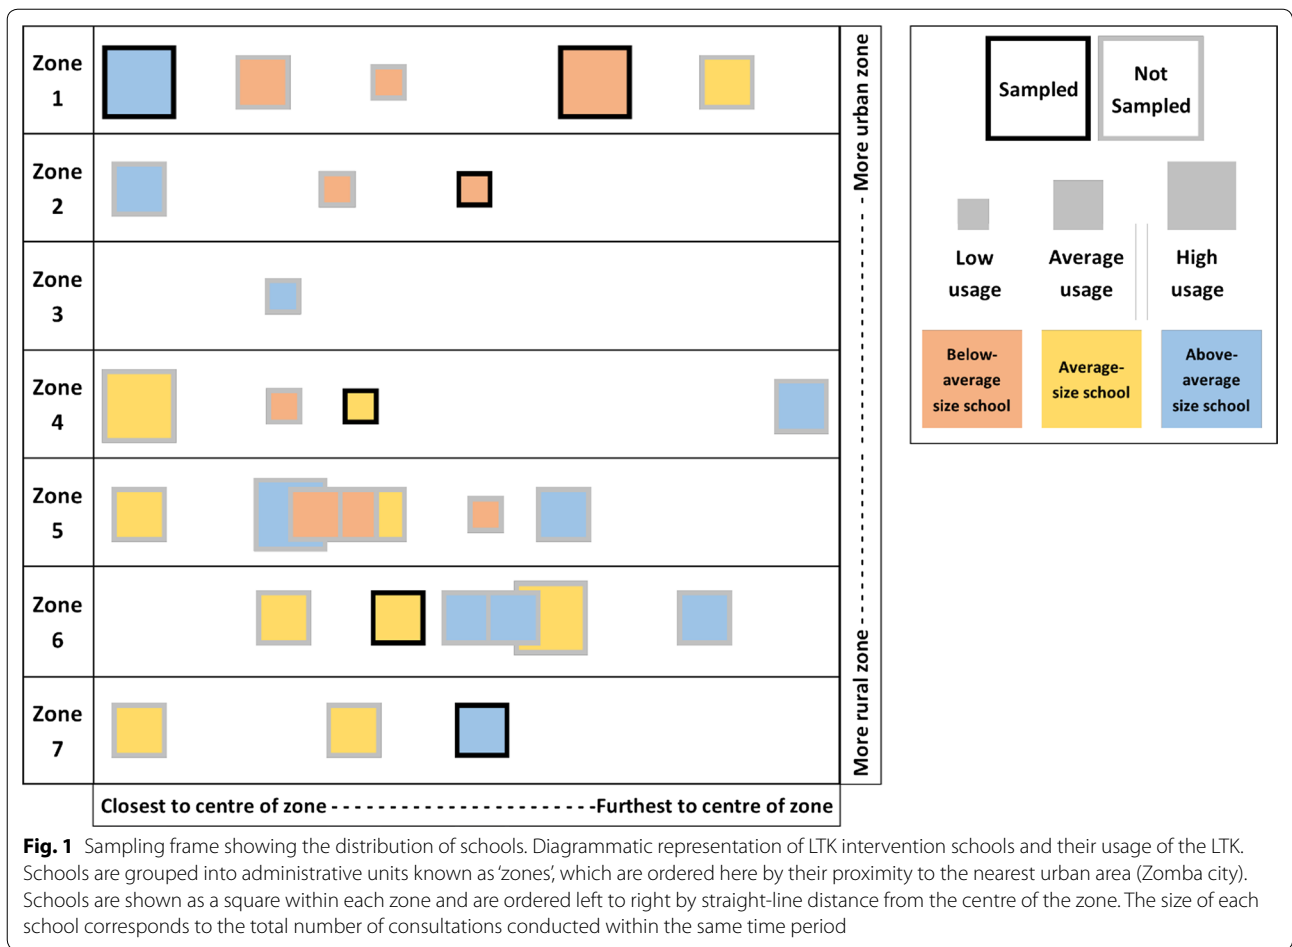 Zone
1
Zone
2
Zone
3
Zone
4
Zone
5
Zone
6
Zone
7
More rural zone ------------------------ More urban zone
Closest to centre of zone - - - - - - - - - - - - - - - - - - - - - -Furthest to centre of zone
Sampled
Not
Sampled
Low
usage
Average
usage
High
usage
Below-
average
size school
Average-
size school
Above-
average
size school
Fig. 1 Sampling frame showing the distribution of schools. Diagrammatic representation of LTK intervention schools and their usage of the LTK.
Schools are grouped into administrative units known as ‘zones’, which are ordered here by their proximity to the nearest urban area (Zomba city).
Schools are shown as a square within each zone and are ordered left to right by straight-line distance from the centre of the zone. The size of each
school corresponds to the total number of consultations conducted within the same time period